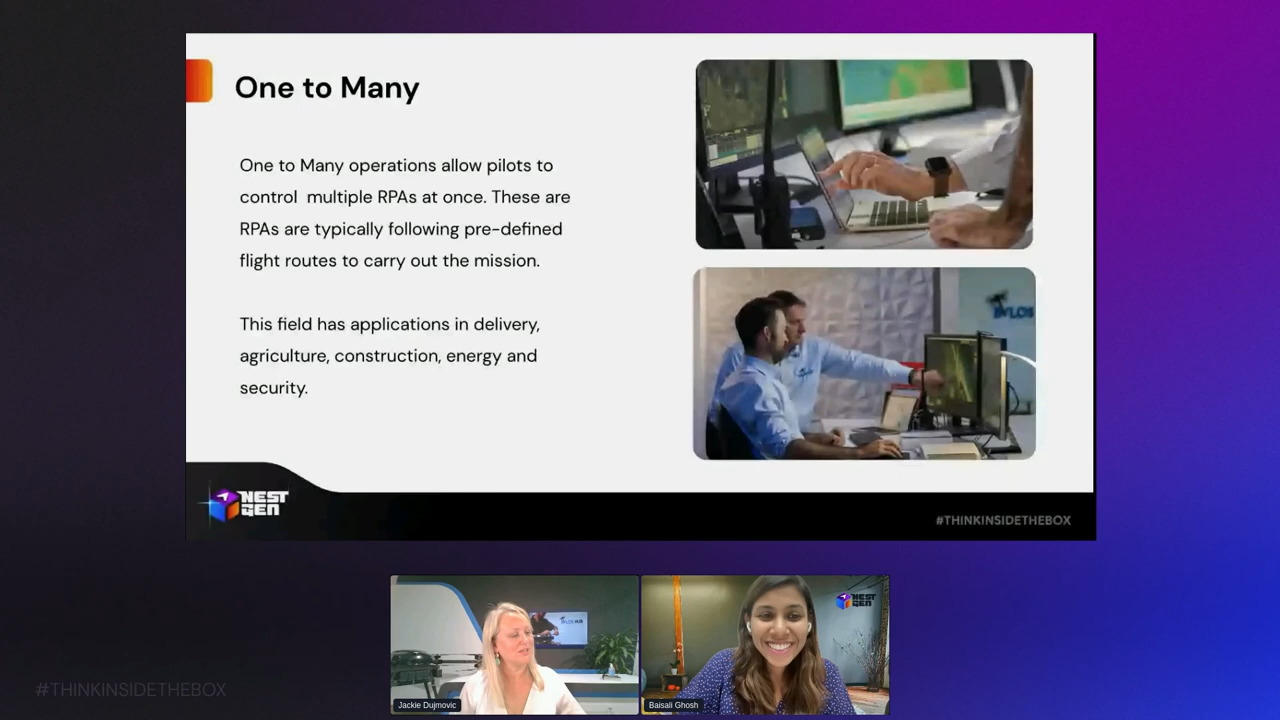 One to Many
One to Many operations allow pilots to
control  multiple RPAs at once. These are
RPAs are typically following pre-defined
flight routes to carry out the mission.
This field has applications in delivery,
agriculture, construction, energy and
security.
NEST
GEN
#THINKINSIDETHEBOX
NEST
GEN
Jackie Dujmovic
Baisali Ghosh
#THINKINSIDETHEBOX